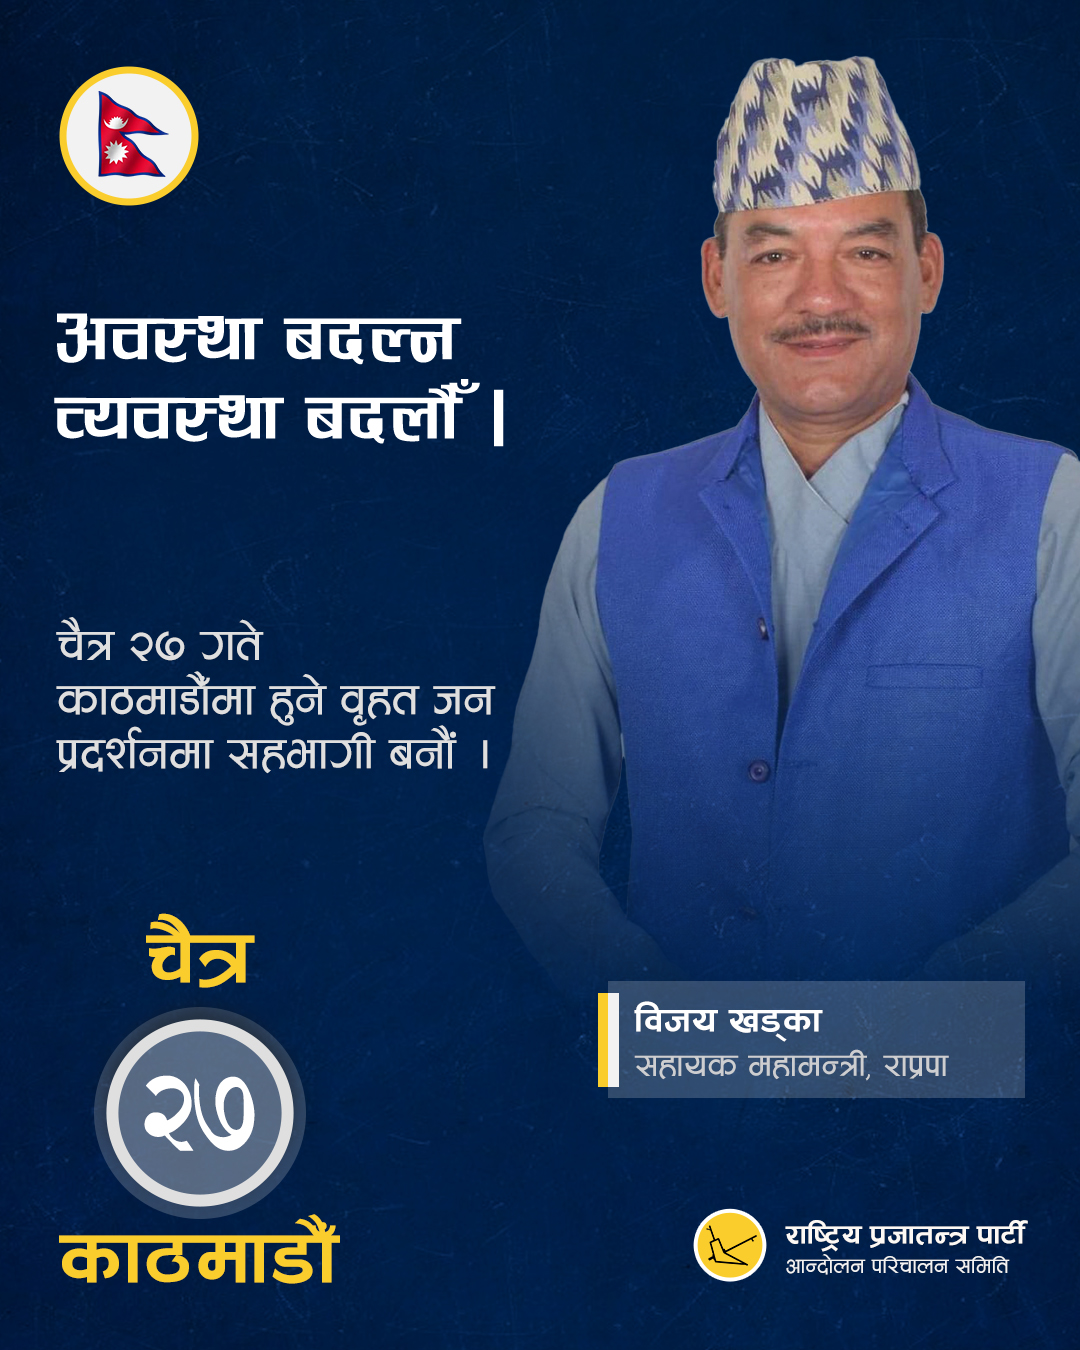 अवस्था बदल्न
व्यवस्था बदलौँ |
चैत्र २७ गते
काठमाडौँमा हुने वृहत जन
प्रदर्शनमा सहभागी बनौं ।
चैत्र
२७
काठमाडौं
विजय खड्का
सहायक महामन्त्री, राप्रपा
राष्ट्रिय प्रजातन्त्र पार्टी
आन्दोलन परिचालन समिति